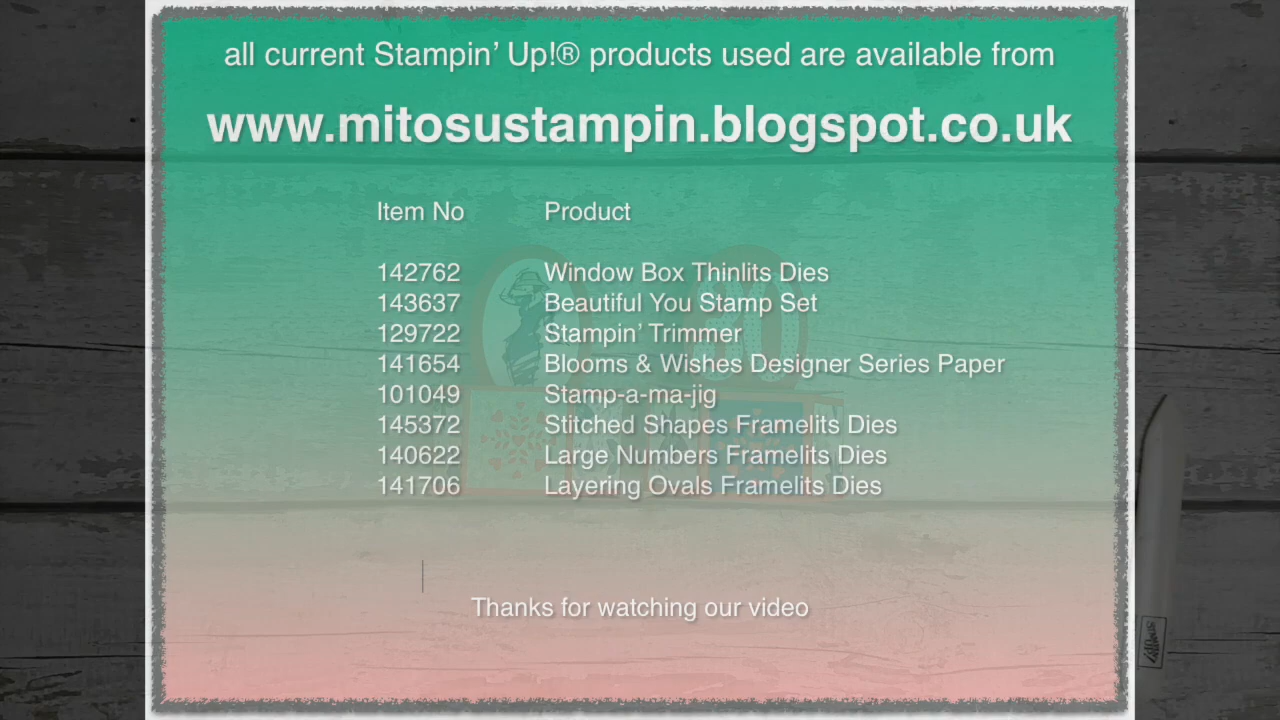 all current Stampin’ Up!® products used are available from
www.mitosustampin.blogspot.co.uk
Item No Product
142762 Window Box Thinlits Dies
143637 Beautiful You Stamp Set
129722 Stampin’ Trimmer
141654 Blooms & Wishes Designer Series Paper
101049 Stamp-a-ma-jig
145372 Stitched Shapes Framelits Dies
140622 Large Numbers Framelits Dies
141706 Layering Ovals Framelits Dies
Thanks for watching our video